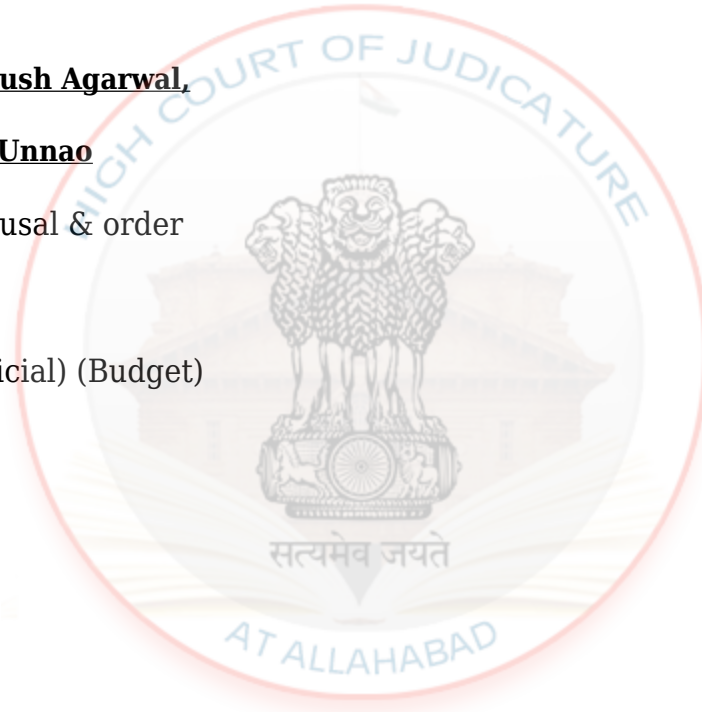 HIGH COURT OF JUDICATURE
ush Agarwal,
Unnao
usal & order
icial) (Budget)
सत्यमेव जयते
AT ALLAHABAD